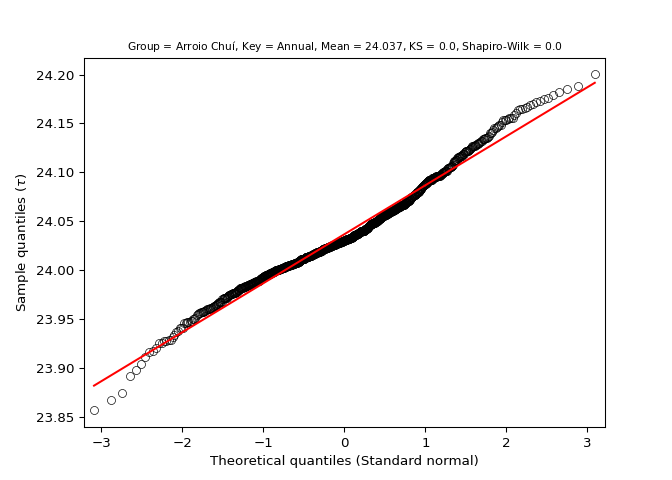 Group = Arroio Chuí, Key = Annual, Mean = 24.037, KS = 0.0, Shapiro-Wilk = 0.0
24.20
24.15
24.10
24.05
24.00
23.95
23.90
23.85
Sample quantiles (τ)
−3 −2 −1 0 1 2 3
Theoretical quantiles (Standard normal)